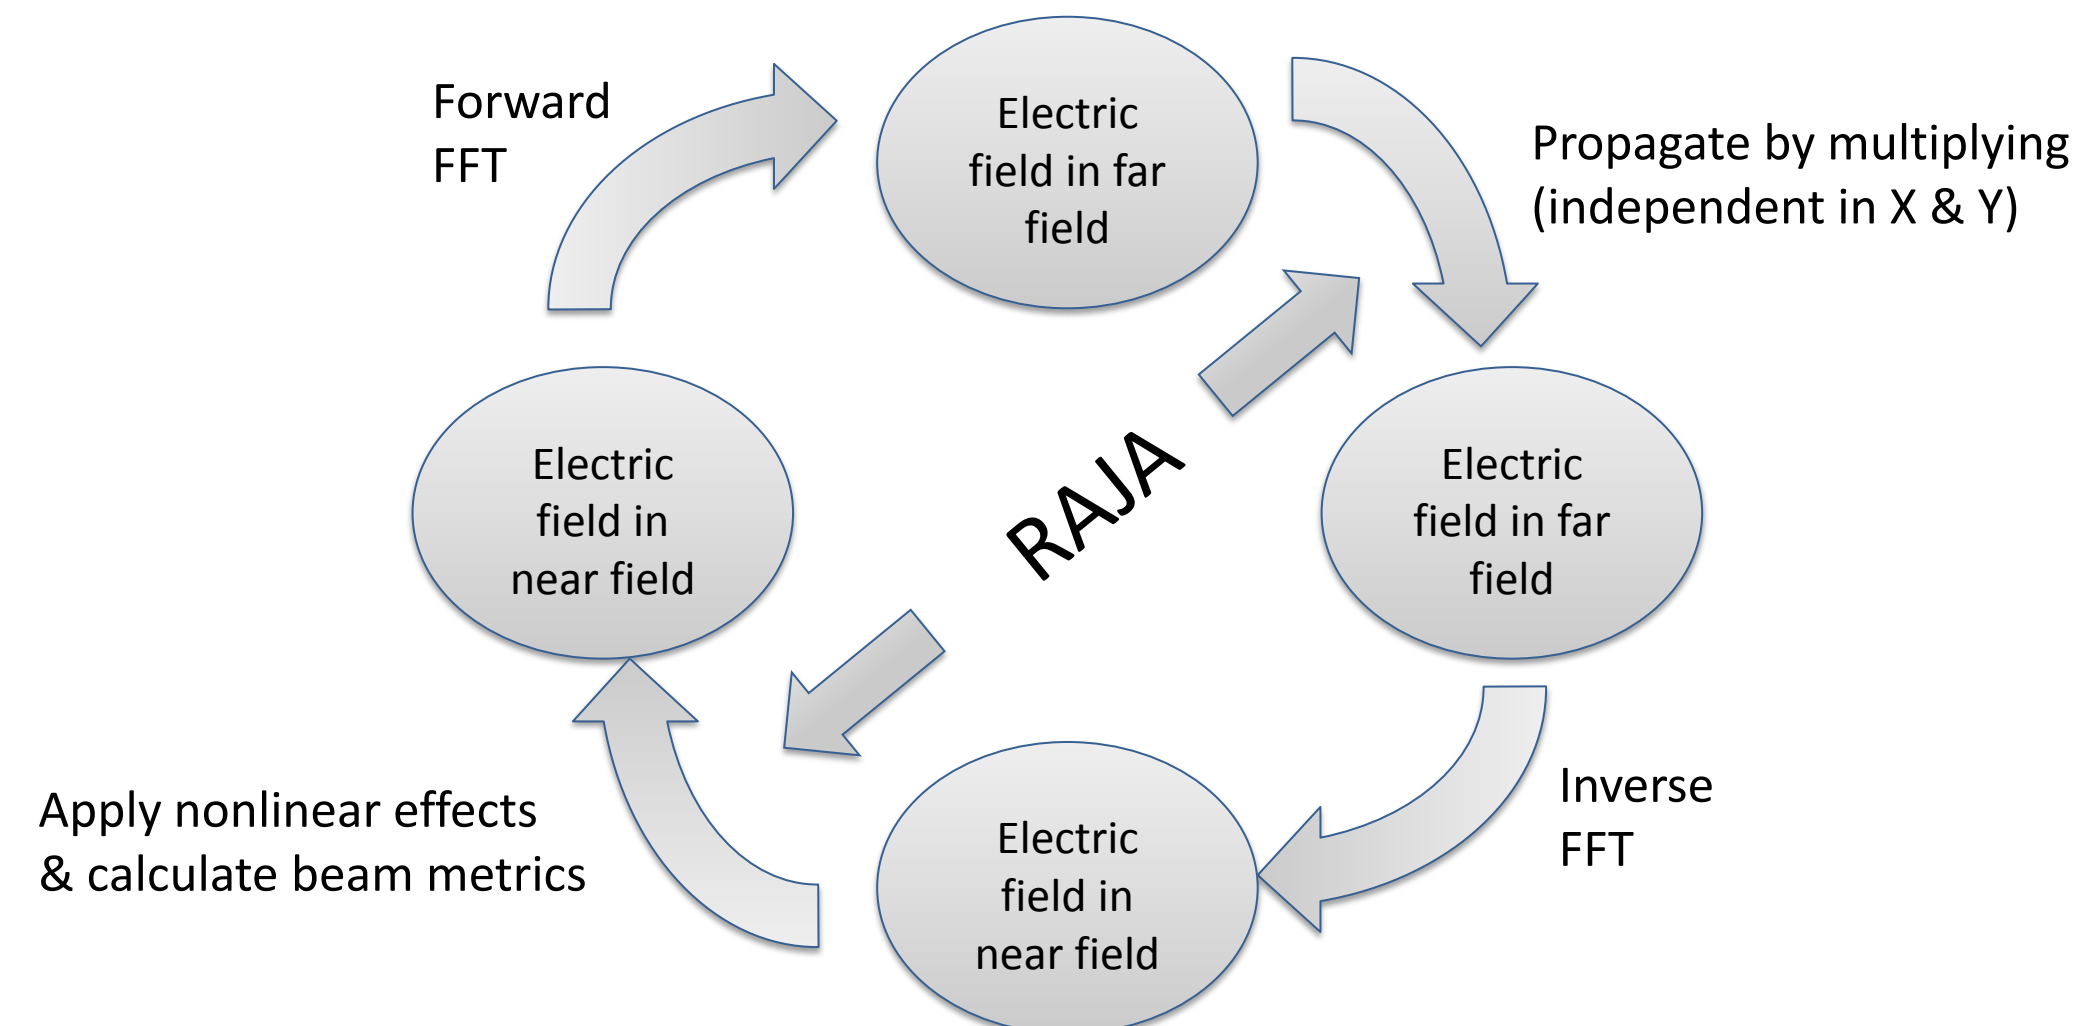 Forward
FFT
Electric
field in far
field
Propagate by multiplying
(independent in X & Y)
Electric
field in
near field
RAJA
Electric
field in far
field
Apply nonlinear effects
& calculate beam metrics
Electric
field in
near field
Inverse
FFT